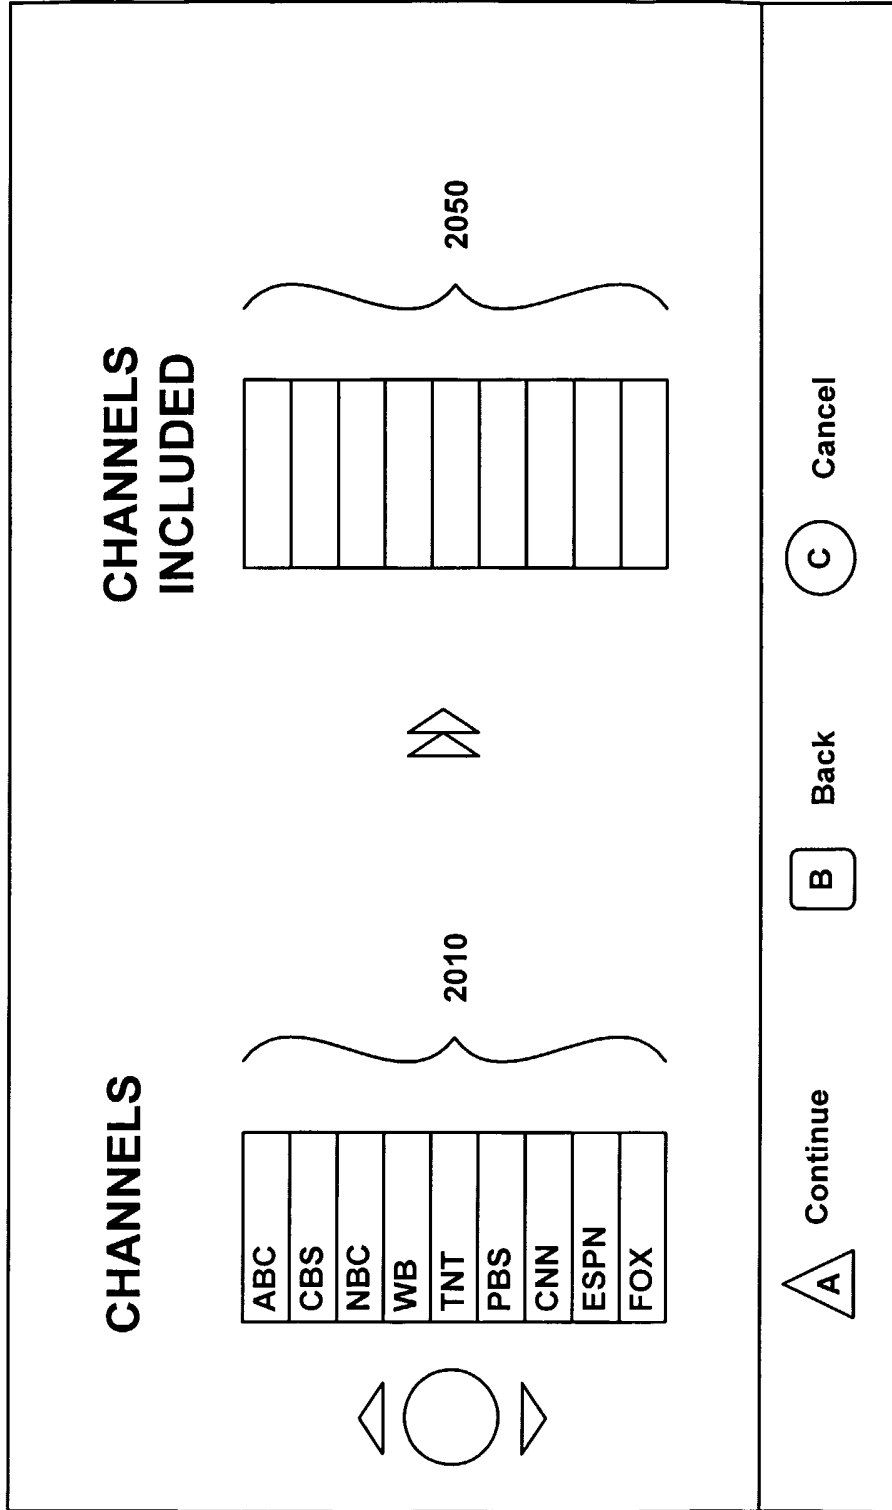 CHANNELS
ABC
CBS
NBC
WB
TNT
PBS
CNN
ESPN
FOX
2010
CHANNELS
INCLUDED
2050
A Continue
B Back
C Cancel